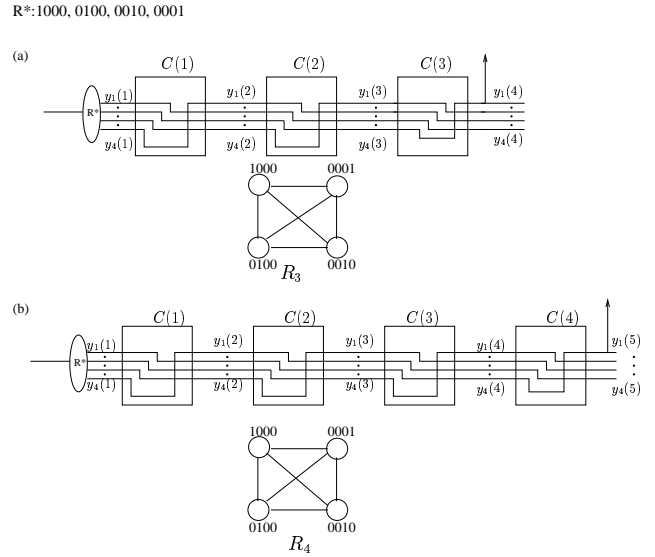 R*:1000, 0100, 0010, 0001
(a)
C(1) C(2) C(3)
R* y₁(1) y₁(2) y₁(3) y₁(4)
y₄(1) y₄(2) y₄(3) y₄(4)
1000 0001
0100 0010
R₃
(b)
C(1) C(2) C(3) C(4)
R* y₁(1) y₁(2) y₁(3) y₁(4) y₁(5)
y₄(1) y₄(2) y₄(3) y₄(4) y₄(5)
1000 0001
0100 0010
R₄